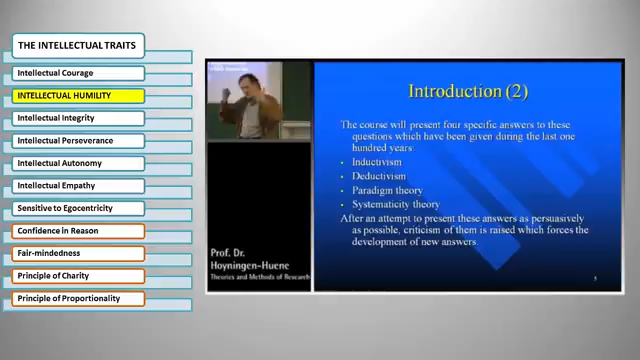 THE INTELLECTUAL TRAITS
Intellectual Courage
INTELLECTUAL HUMILITY
Intellectual Integrity
Intellectual Perseverance
Intellectual Autonomy
Intellectual Empathy
Sensitive to Egocentricity
Confidence in Reason
Fair-mindedness
Principle of Charity
Principle of Proportionality
Prof. Dr.
Hoyningen-Huene
Theories and Methods of Research
Introduction (2)
The course will present four specific answers to these
questions which have been given during the last one
hundred years:
• Inductivism
• Deductivism
• Paradigm theory
• Systematicity theory
After an attempt to present these answers as persuasively
as possible, criticism of them is raised which forces the
development of new answers.
5